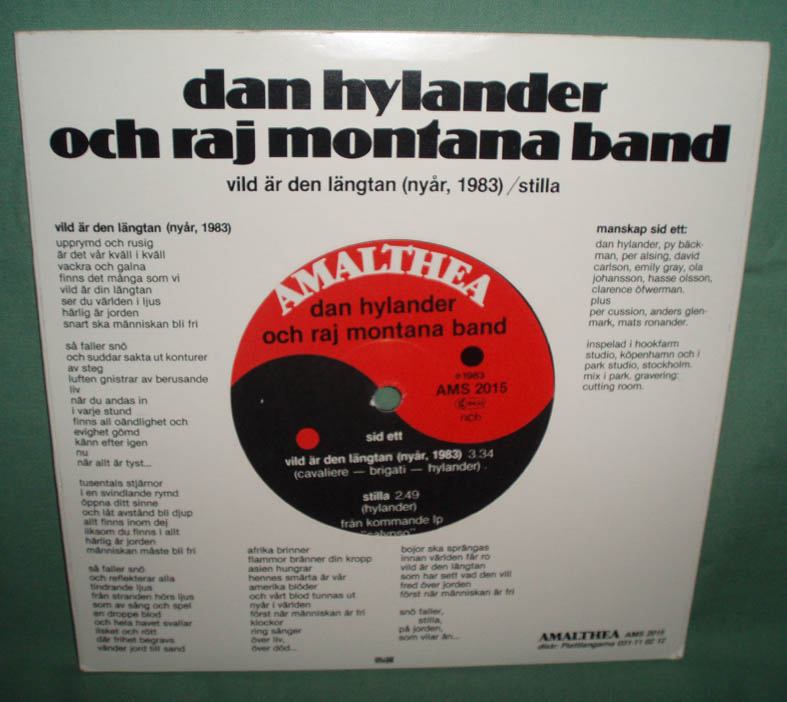 dan hylander
och raj montana band
vild är den längtan (nyår, 1983) / stilla
vild är den längtan (nyår, 1983)
upprymd och rusig
är det vår kväll i kväll
vackra och galna
finns det många som vi
vild är din längtan
ser du världen i ljus
härlig är jorden
snart ska människan bli fri
så faller snö
och suddar sakta ut konturer
av steg
luften gnistrar av berusande
liv
när du andas in
i varje stund
finns all oändlighet och
evighet gömd
känn efter igen
nu
när allt är tyst...
tusentals stjärnor
i en svindlande rymd
öppna ditt sinne
och låt avstånd bli djup
allt finns inom dej
liksom du finns i allt
härlig är jorden
människan måste bli fri
så faller snö
och reflekterar alla
tindrande ljus
från stranden hörs ljus
som av sång och spel
en droppe blod
och hela havet svallar
ilsket och rött
där frihet begravs
vänder jord till sand
afrika brinner
flammor bränner din kropp
asien hungrar
hennes smärta är vår
amerika blöder
och vårt blod tunnas ut
nyår i världen
först när människan är fri
klockor
ring sånger
över liv,
över död...
bojor ska sprängas
innan världen får ro
vild är den längtan
som har sett vad den vill
fred över jorden
först när människan är fri
snö faller,
stilla,
på jorden,
som vilar än...
AMALTHEA
dan hylander
och raj montana band
℗1983
AMS 2015
ncb
sid ett
vild är den längtan (nyår, 1983) 3.34
(cavaliere — brigati — hylander)
stilla 2.49
(hylander)
från kommande lp
manskap sid ett:
dan hylander, py bäck-
man, per alsing, david
carlson, emily gray, ola
johansson, hasse olsson,
clarence öfwerman.
plus
per cussion, anders glen-
mark, mats ronander.
inspelad i hookfarm
studio, köpenhamn och i
park studio, stockholm.
mix i park. gravering:
cutting room.
AMALTHEA AMS 2015
distr: Plattlangarna 031-11 62 12